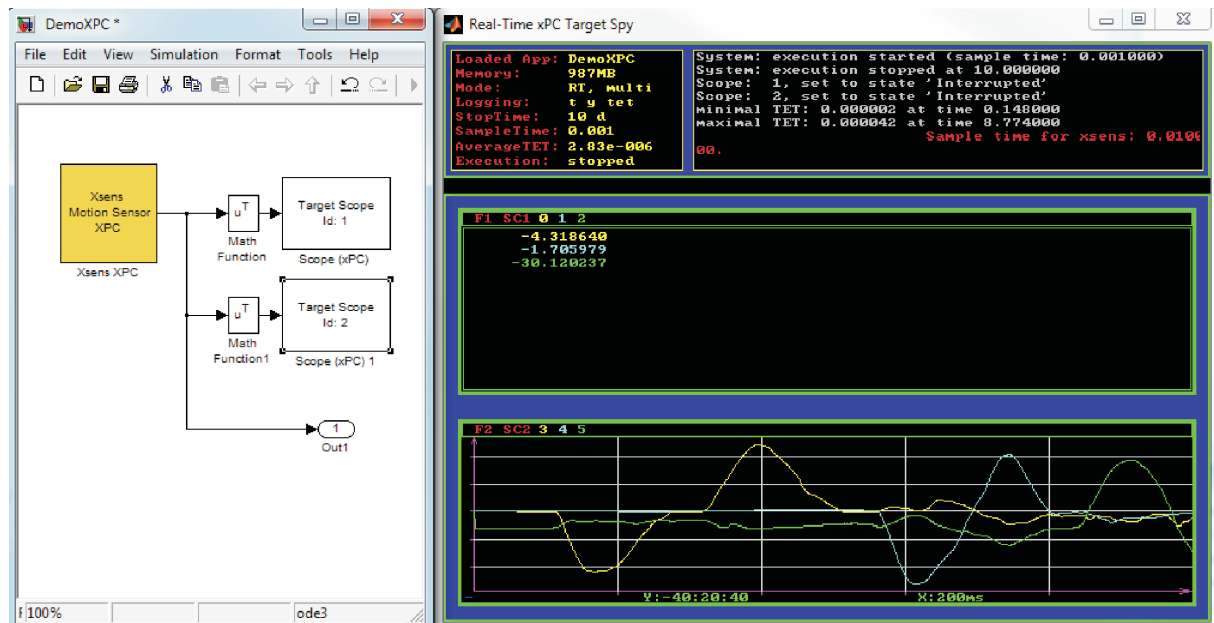 DemoXPC *
File Edit View Simulation Format Tools Help
Xsens
Motion Sensor
XPC
Xsens XPC
uT
Math
Function
Target Scope
Id: 1
Scope (xPC)
uT
Math
Function1
Target Scope
Id: 2
Scope (xPC) 1
1
Out1
100%
ode3
Real-Time xPC Target Spy
Loaded App: DemoXPC
Memory: 987MB
Mode: RT, multi
Logging: t y tet
StopTime: 10 d
SampleTime: 0.001
AverageTET: 2.83e-006
Execution: stopped
System: execution started (sample time: 0.001000)
System: execution stopped at 10.000000
Scope: 1, set to state 'Interrupted'
Scope: 2, set to state 'Interrupted'
minimal TET: 0.000002 at time 0.148000
maximal TET: 0.000042 at time 8.774000
Sample time for xsens: 0.0100
00.
F1 SC1 0 1 2
-4.318640
-1.705979
-30.120237
F2 SC2 3 4 5
Y:-40:20:40
X:200ms